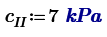 c_II := 7 kPa